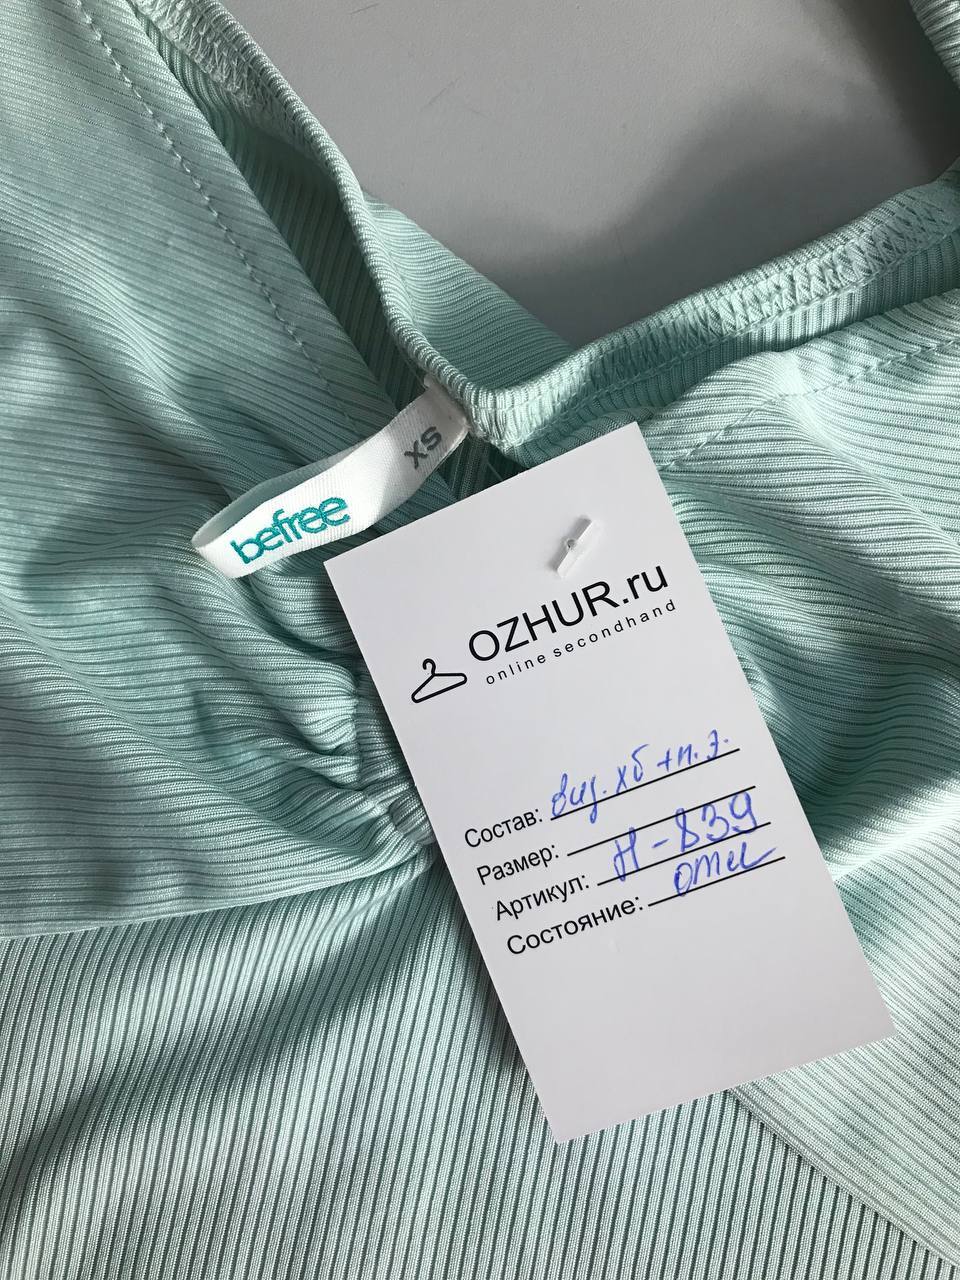 XS
befree
OZHUR.ru
online secondhand
Состав: виз. хб + п.э.
Размер:
Артикул: Н-839
Состояние: отл